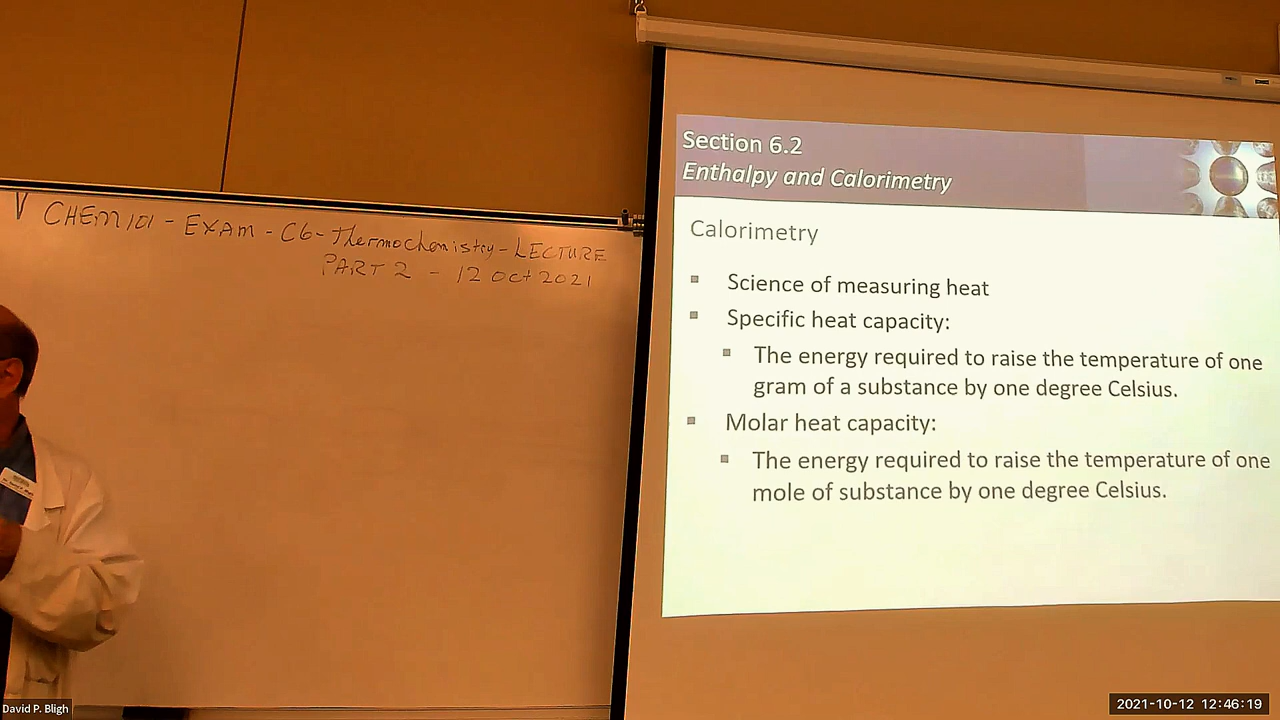 V CHEM 101 - EXAM - C6 - Thermochemistry - LECTURE
PART 2 - 12 Oct 2021
Section 6.2
Enthalpy and Calorimetry
Calorimetry
Science of measuring heat
Specific heat capacity:
The energy required to raise the temperature of one
gram of a substance by one degree Celsius.
Molar heat capacity:
The energy required to raise the temperature of one
mole of substance by one degree Celsius.
David P. Bligh
2021-10-12 12:46:19